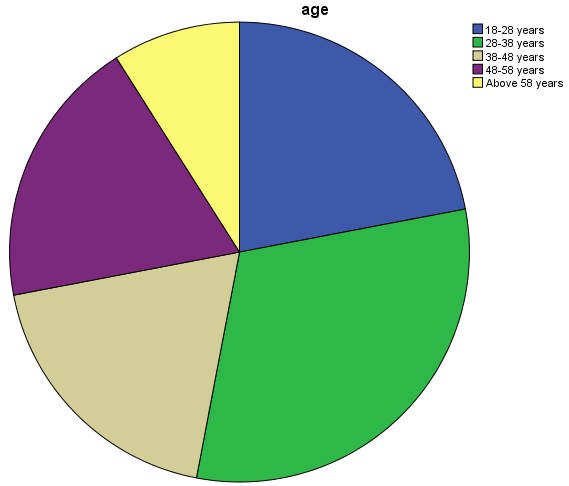 age
18-28 years
28-38 years
38-48 years
48-58 years
Above 58 years